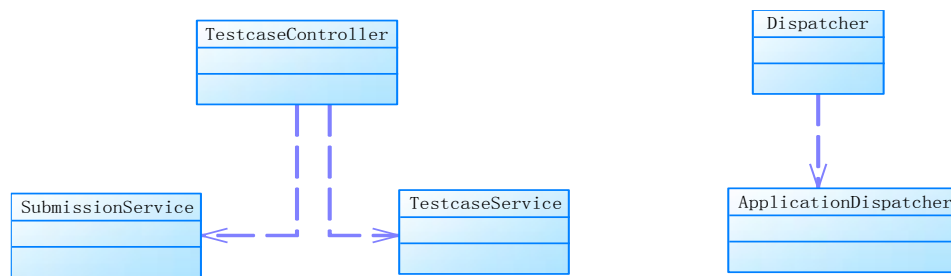 TestcaseController
Dispatcher
SubmissionService
TestcaseService
ApplicationDispatcher